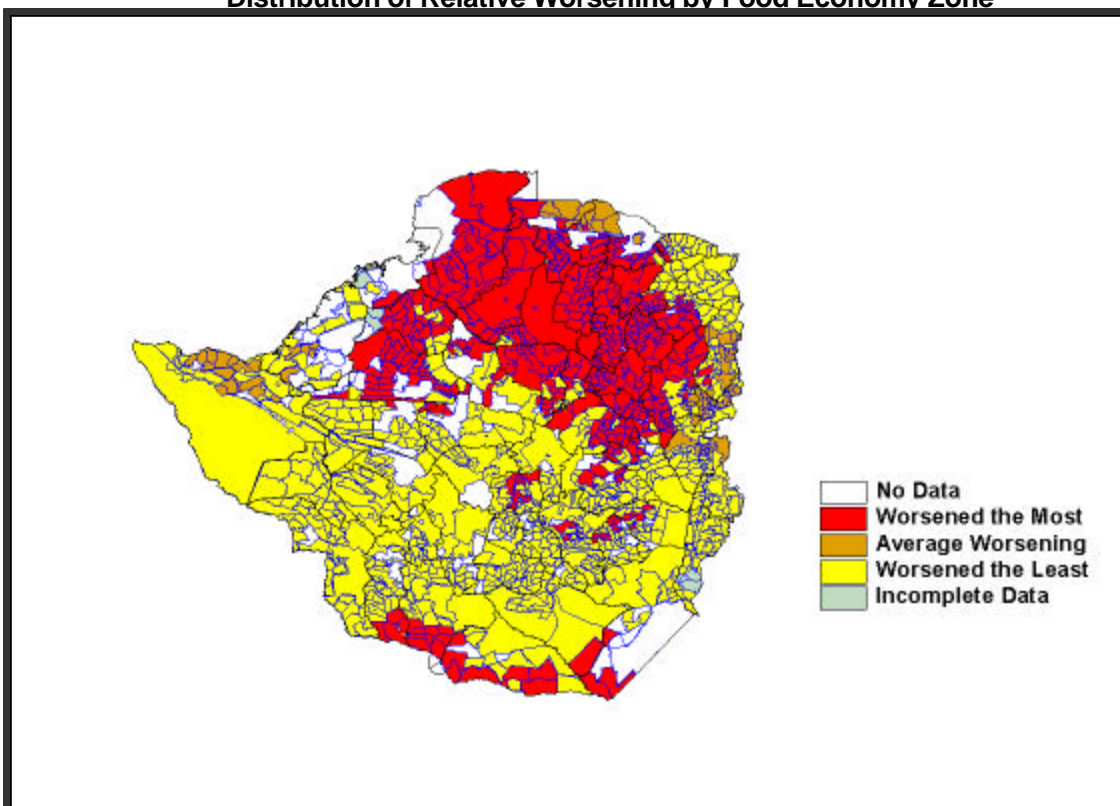 Distribution of Relative Worsening by Food Economy Zone
No Data
Worsened the Most
Average Worsening
Worsened the Least
Incomplete Data